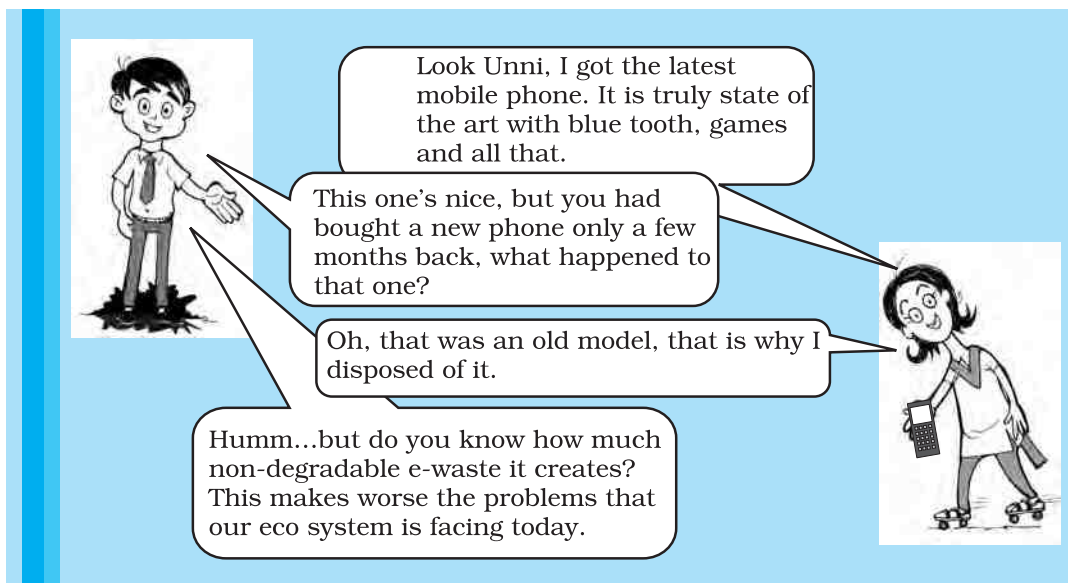 Look Unni, I got the latest
mobile phone. It is truly state of
the art with blue tooth, games
and all that.
This one's nice, but you had
bought a new phone only a few
months back, what happened to
that one?
Oh, that was an old model, that is why I
disposed of it.
Humm...but do you know how much
non-degradable e-waste it creates?
This makes worse the problems that
our eco system is facing today.